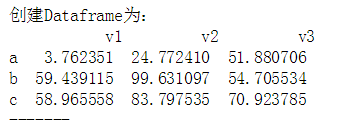 创建Dataframe为:
v1 v2 v3
a 3.762351 24.772410 51.880706
b 59.439115 99.631097 54.705534
c 58.965558 83.797535 70.923785
-------